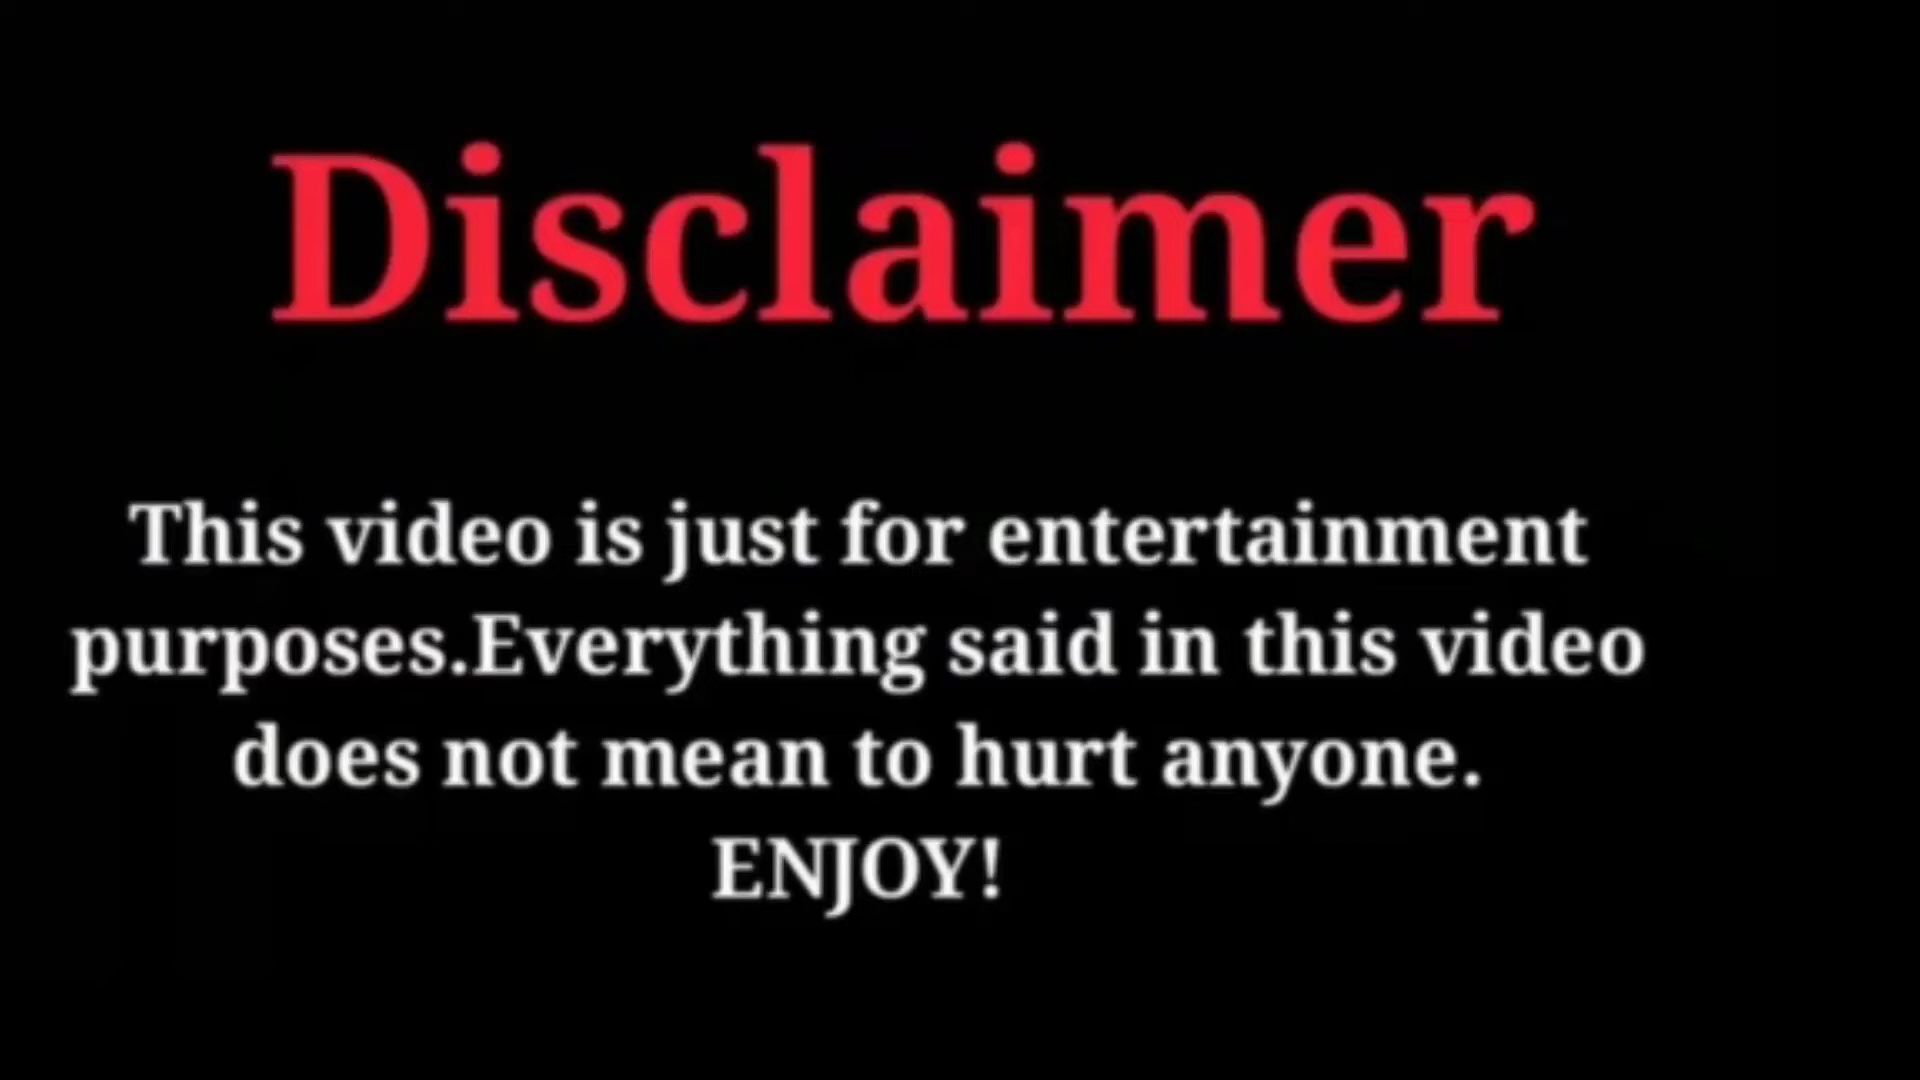 Disclaimer
This video is just for entertainment
purposes.Everything said in this video
does not mean to hurt anyone.
ENJOY!